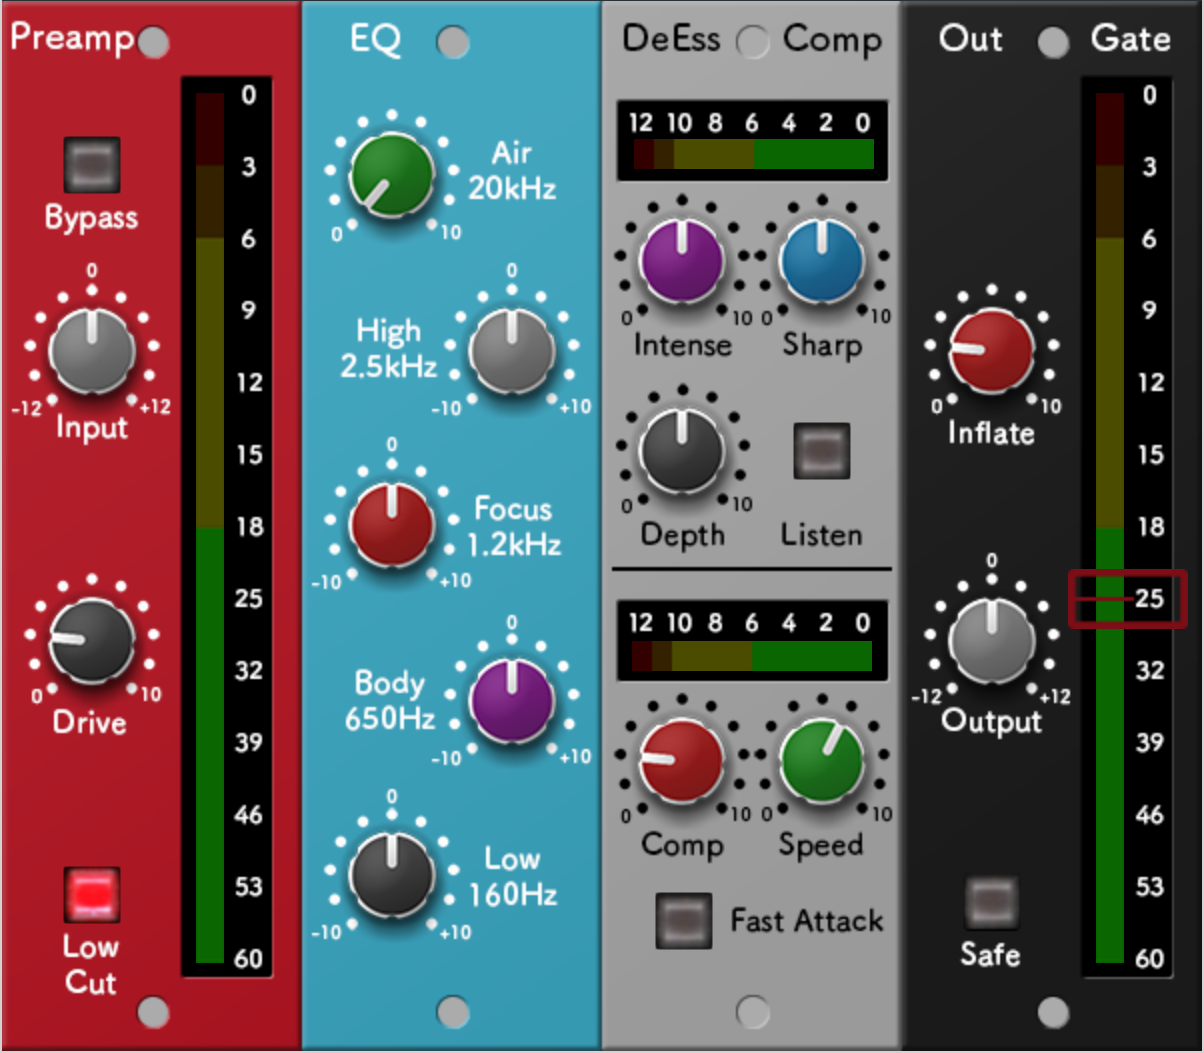 Preamp
Bypass
0
-12 +12
Input
0 10
Drive
Low
Cut
0
3
6
9
12
15
18
25
32
39
46
53
60
EQ
Air
20kHz
0 10
0
High
2.5kHz
-10 +10
0
Focus
1.2kHz
-10 +10
0
Body
650Hz
-10 +10
0
Low
160Hz
-10 +10
DeEss Comp
12 10 8 6 4 2 0
0 10 0 10
Intense Sharp
0 10
Depth Listen
12 10 8 6 4 2 0
0 10 0 10
Comp Speed
Fast Attack
Out Gate
0 10
Inflate
0
-12 +12
Output
Safe
0
3
6
9
12
15
18
25
32
39
46
53
60